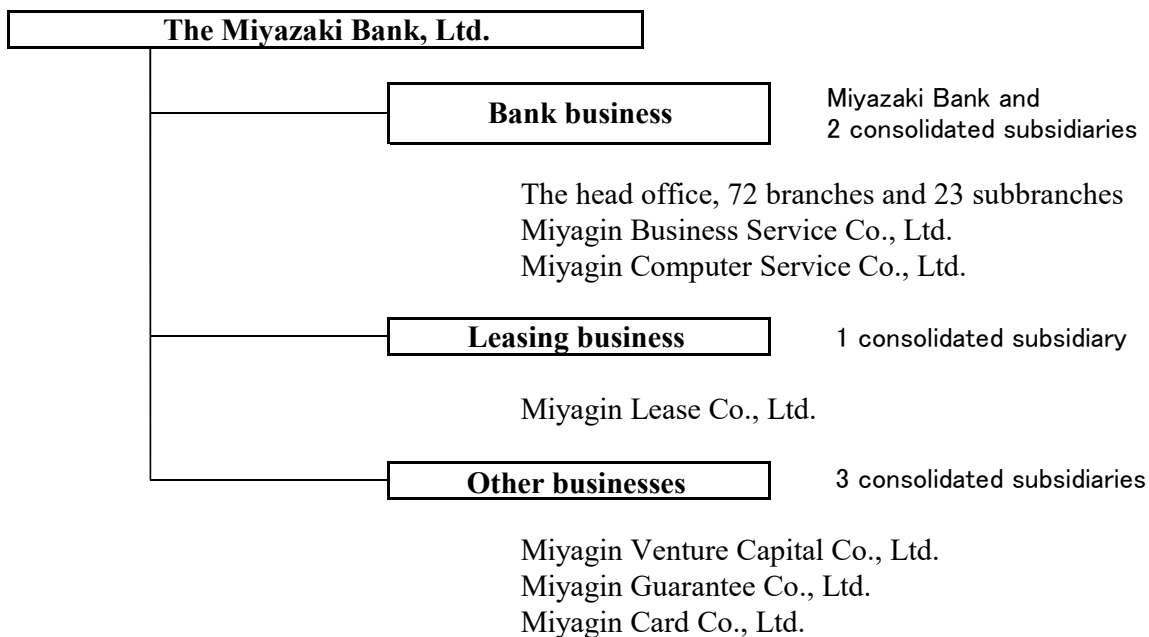 The Miyazaki Bank, Ltd.
Bank business
Miyazaki Bank and
2 consolidated subsidiaries
The head office, 72 branches and 23 subbranches
Miyagin Business Service Co., Ltd.
Miyagin Computer Service Co., Ltd.
Leasing business
1 consolidated subsidiary
Miyagin Lease Co., Ltd.
Other businesses
3 consolidated subsidiaries
Miyagin Venture Capital Co., Ltd.
Miyagin Guarantee Co., Ltd.
Miyagin Card Co., Ltd.